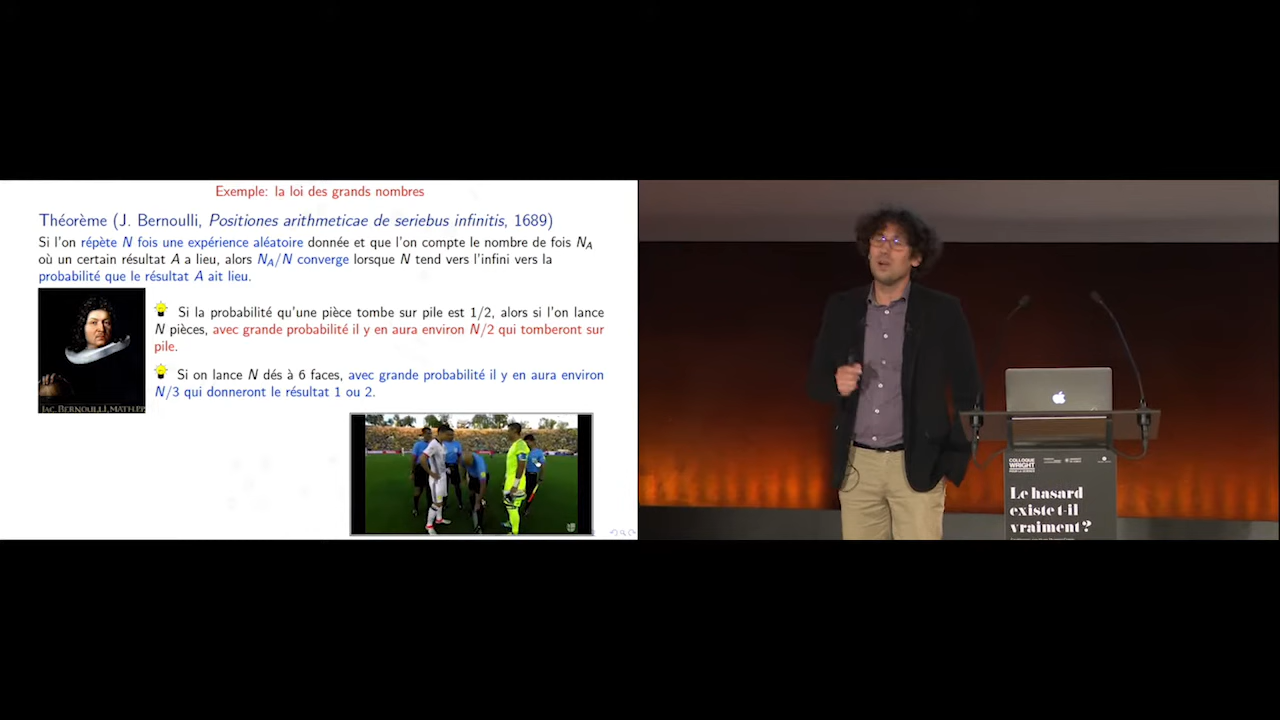 Exemple: la loi des grands nombres
Théorème (J. Bernoulli, Positiones arithmeticae de seriebus infinitis, 1689)
Si l'on répète N fois une expérience aléatoire donnée et que l'on compte le nombre de fois N_A
où un certain résultat A a lieu, alors N_A/N converge lorsque N tend vers l'infini vers la
probabilité que le résultat A ait lieu.
Si la probabilité qu'une pièce tombe sur pile est 1/2, alors si l'on lance
N pièces, avec grande probabilité il y en aura environ N/2 qui tomberont sur
pile.
Si on lance N dés à 6 faces, avec grande probabilité il y en aura environ
N/3 qui donneront le résultat 1 ou 2.
JAC. BERNOULLI, MATH.
COLLOQUE
WRIGHT
Le hasard
existe t-il
vraiment?